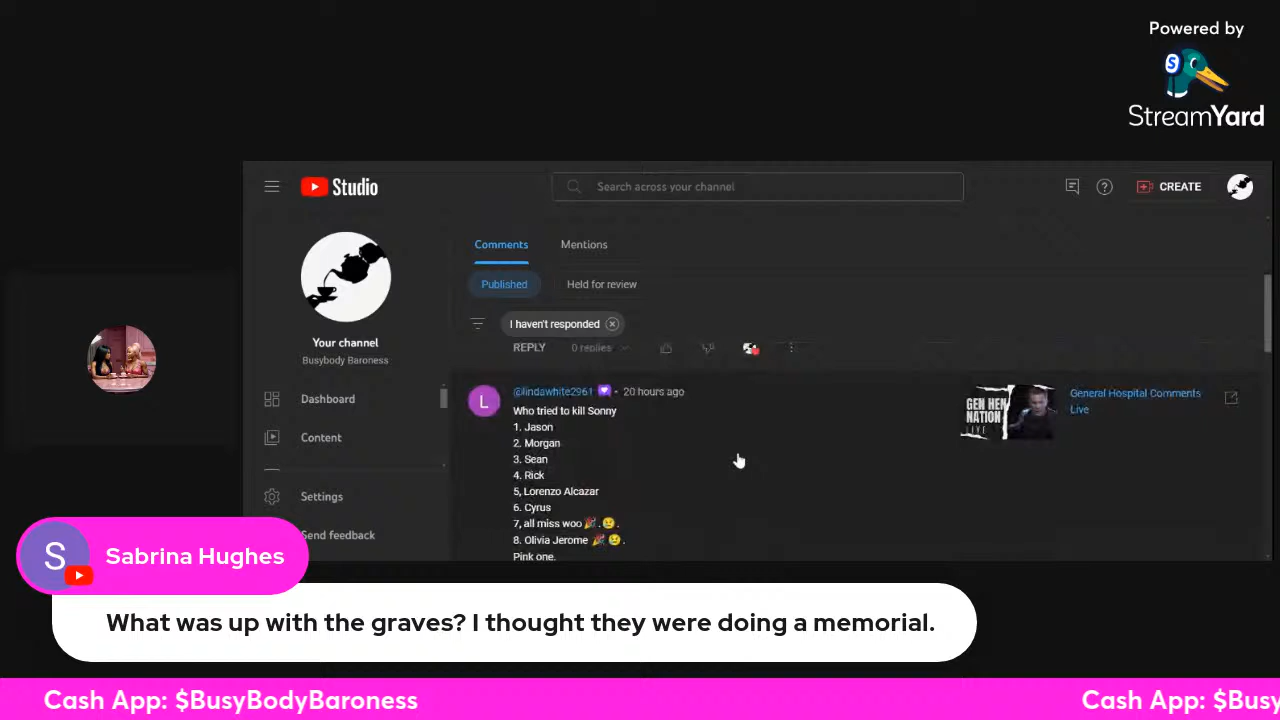 Powered by
StreamYard
Studio
Search across your channel
CREATE
Your channel
Busybody Baroness
Dashboard
Content
Settings
Send feedback
Comments
Mentions
Published
Held for review
I haven't responded
REPLY
0 replies
L
@lindawhite2961
20 hours ago
Who tried to kill Sonny
1. Jason
2. Morgan
3. Sean
4. Rick
5, Lorenzo Alcazar
6. Cyrus
7, all miss woo 🎉.😢.
8. Olivia Jerome 🎉😢.
Pink one.
GEN HEN
NATION
LIVE
General Hospital Comments
Live
S
Sabrina Hughes
What was up with the graves? I thought they were doing a memorial.
Cash App: $BusyBodyBaroness
Cash App: $Busy